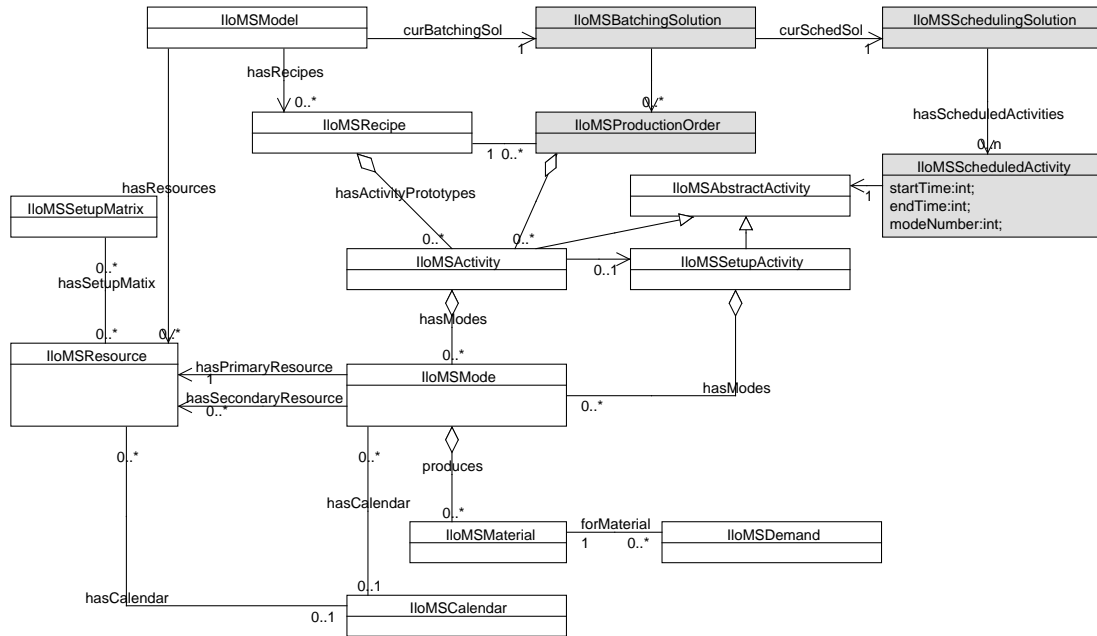 IloMSModel
curBatchingSol
1
IloMSBatchingSolution
curSchedSol
1
IloMSSchedulingSolution
hasRecipes
0..*
0..*
hasScheduledActivities
0..n
IloMSRecipe
1
0..*
IloMSProductionOrder
IloMSScheduledActivity
startTime:int;
endTime:int;
modeNumber:int;
1
IloMSAbstractActivity
hasResources
hasActivityPrototypes
IloMSSetupMatrix
0..*
hasSetupMatix
0..*
0..*
0..*
0..*
IloMSActivity
0..1
IloMSSetupActivity
hasModes
0..*
IloMSResource
hasPrimaryResource
1
hasSecondaryResource
0..*
IloMSMode
hasModes
0..*
0..*
0..*
produces
hasCalendar
0..*
IloMSMaterial
forMaterial
1
0..*
IloMSDemand
hasCalendar
0..1
0..1
IloMSCalendar